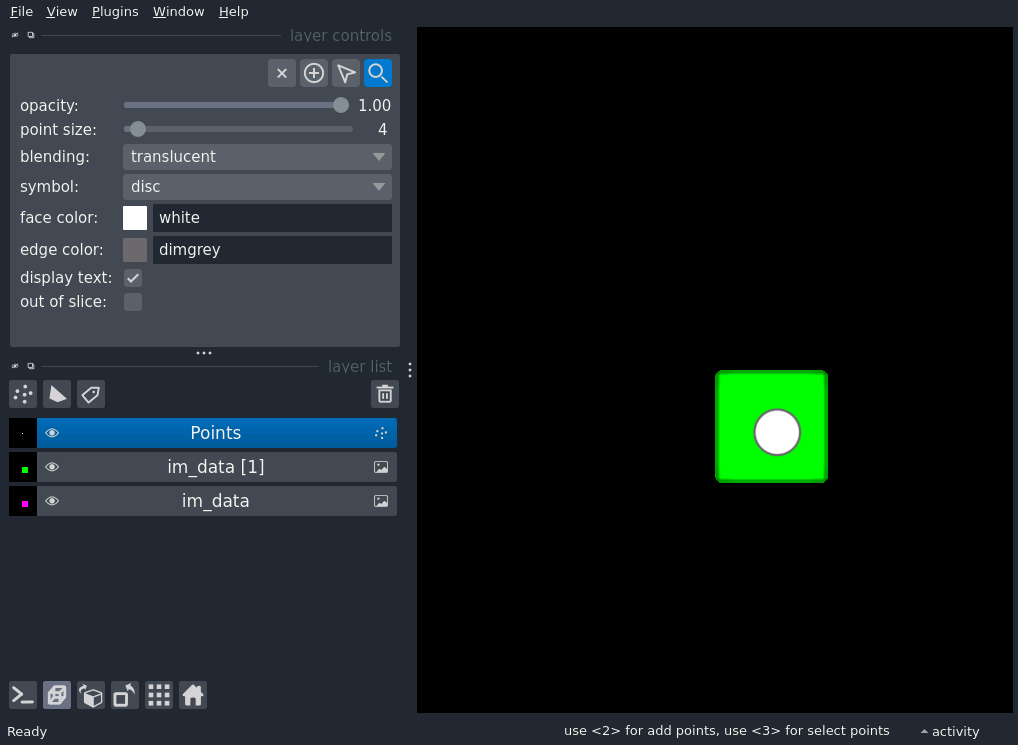 File View Plugins Window Help
layer controls
opacity: 1.00
point size: 4
blending: translucent
symbol: disc
face color: white
edge color: dimgrey
display text:
out of slice:
layer list
Points
im_data [1]
im_data
Ready use <2> for add points, use <3> for select points activity